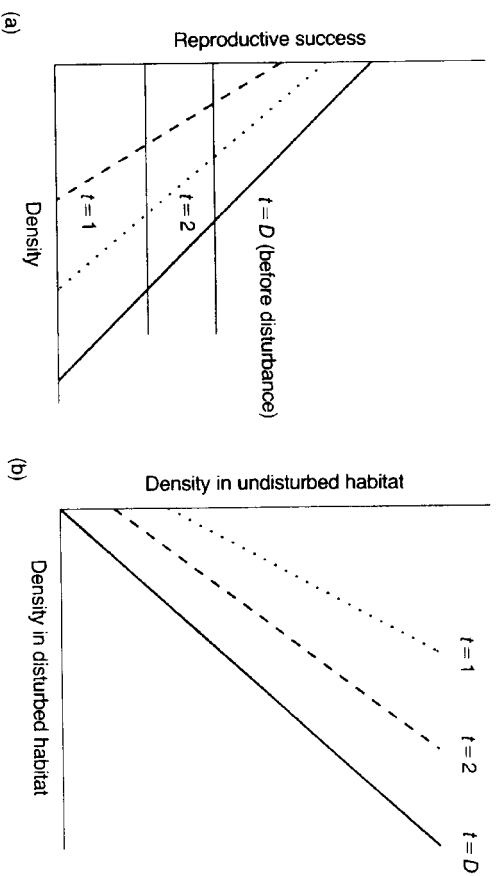 (a)
Reproductive success
t = D (before disturbance)
t = 2
t = 1
Density
(b)
Density in undisturbed habitat
t = 1
t = 2
t = D
Density in disturbed habitat